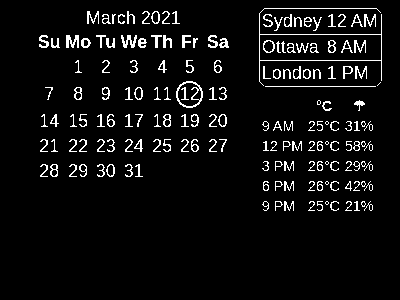 March 2021
Su Mo Tu We Th Fr Sa
1 2 3 4 5 6
7 8 9 10 11 12 13
14 15 16 17 18 19 20
21 22 23 24 25 26 27
28 29 30 31
Sydney 12 AM
Ottawa 8 AM
London 1 PM
°C
9 AM 25°C 31%
12 PM 26°C 58%
3 PM 26°C 29%
6 PM 26°C 42%
9 PM 25°C 21%